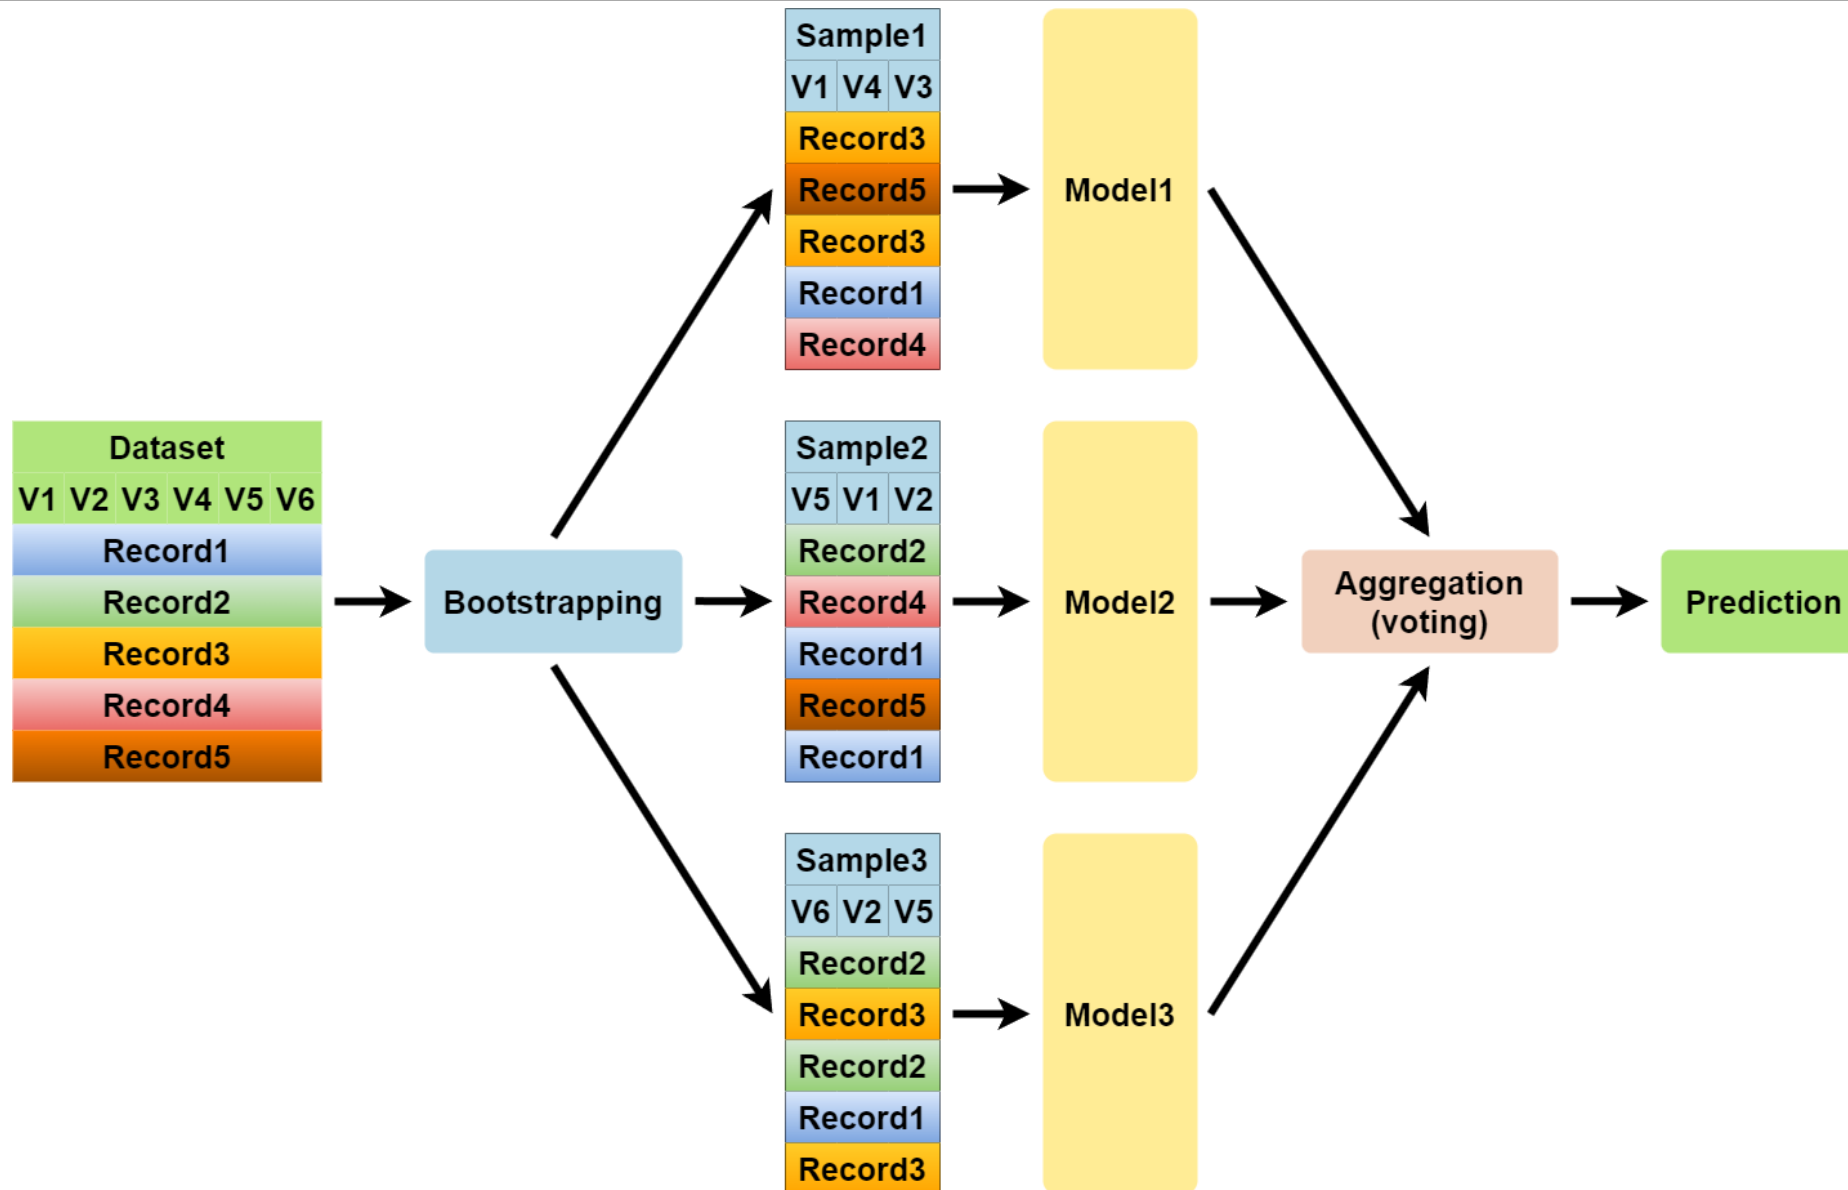 Sample1
V1 V4 V3
Record3
Record5
Record3
Record1
Record4
Model1
Dataset
V1 V2 V3 V4 V5 V6
Record1
Record2
Record3
Record4
Record5
Bootstrapping
Sample2
V5 V1 V2
Record2
Record4
Record1
Record5
Record1
Model2
Aggregation
(voting)
Prediction
Sample3
V6 V2 V5
Record2
Record3
Record2
Record1
Record3
Model3